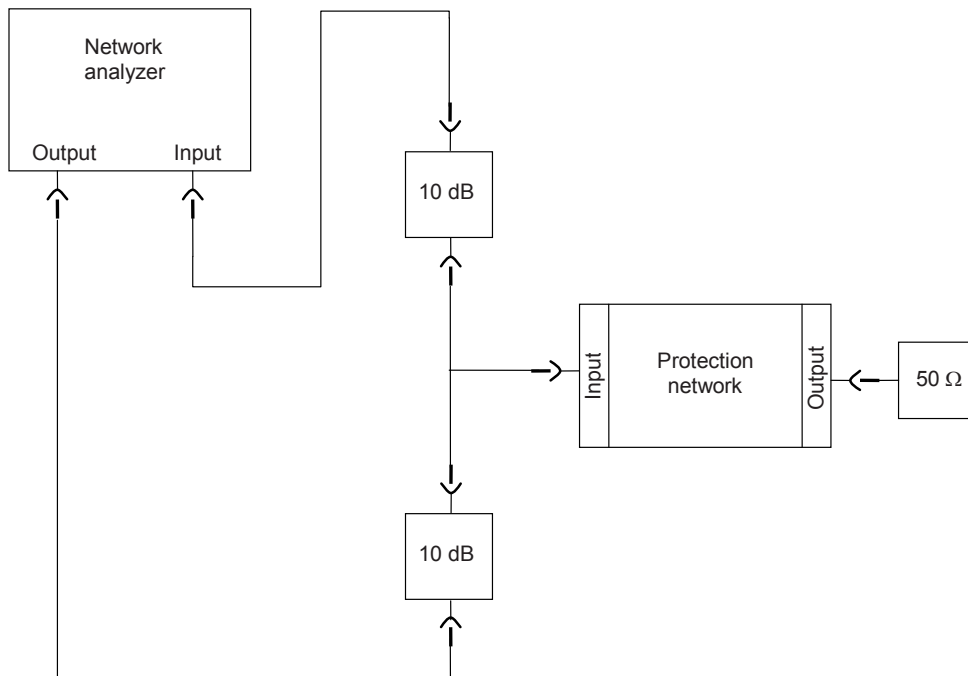 Network
analyzer
Output
Input
10 dB
Input
Protection
network
Output
50 Ω
10 dB